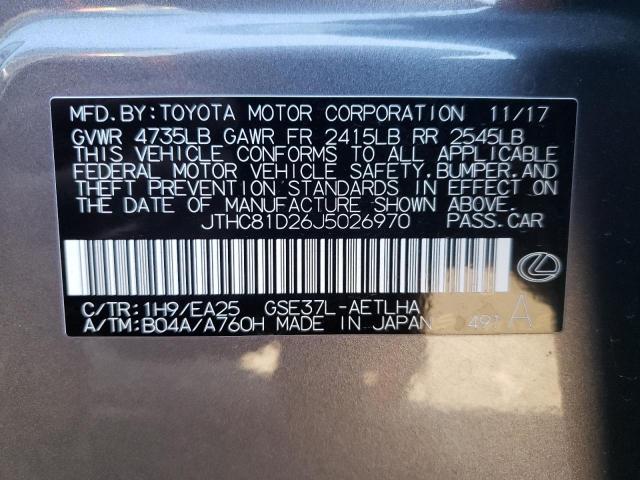 MFD. BY: TOYOTA MOTOR CORPORATION 11/17
GVWR 4735LB GAWR FR 2415LB RR 2545LB
THIS VEHICLE CONFORMS TO ALL APPLICABLE
FEDERAL MOTOR VEHICLE SAFETY, BUMPER, AND
THEFT PREVENTION STANDARDS IN EFFECT ON
THE DATE OF MANUFACTURE SHOWN ABOVE.
JTHC81D26J5026970 PASS. CAR
C/TR: 1H9/EA25 GSE37L-AETLHA
A/TM: B04A/A760H MADE IN JAPAN A